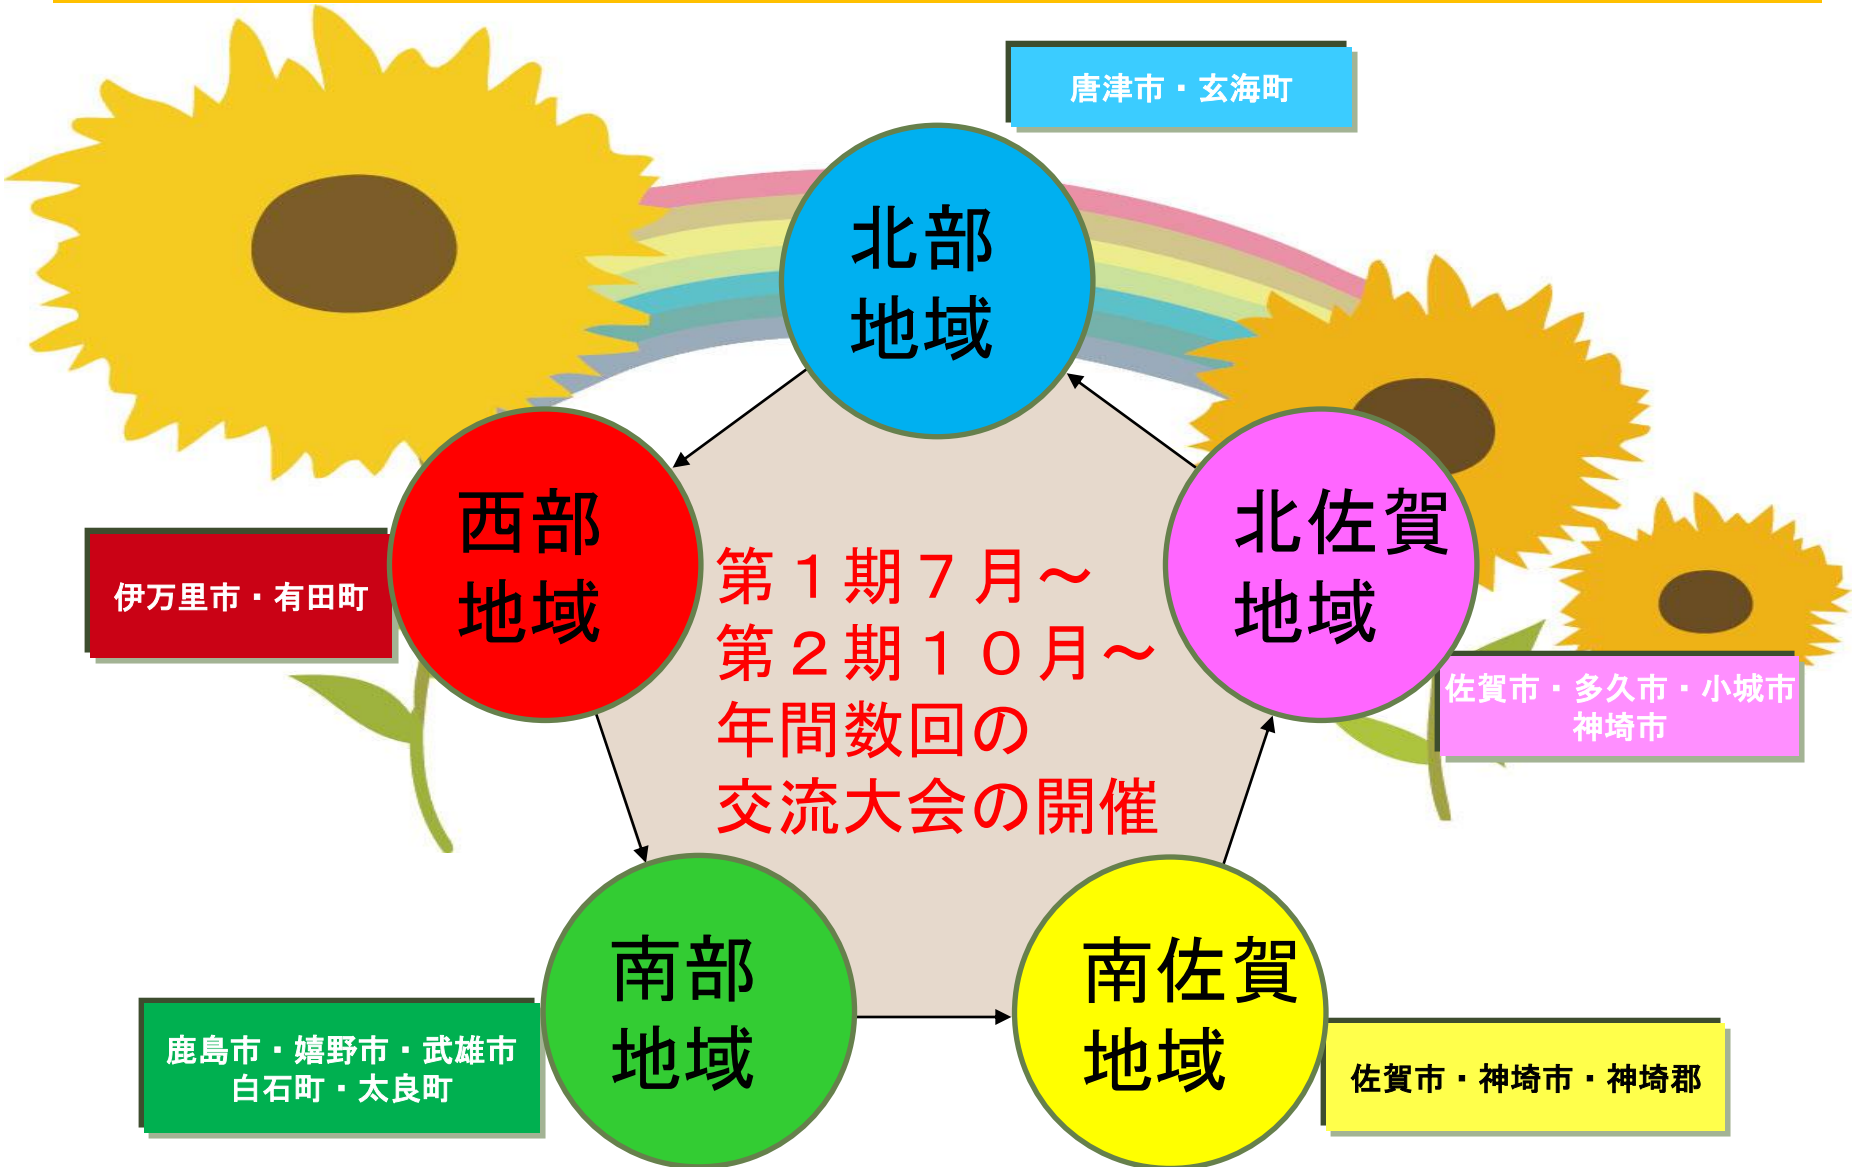 唐津市・玄海町
北部
地域
西部
地域
伊万里市・有田町
北佐賀
地域
佐賀市・多久市・小城市
神埼市
第１期７月～
第２期１０月～
年間数回の
交流大会の開催
南部
地域
鹿島市・嬉野市・武雄市
白石町・太良町
南佐賀
地域
佐賀市・神埼市・神埼郡